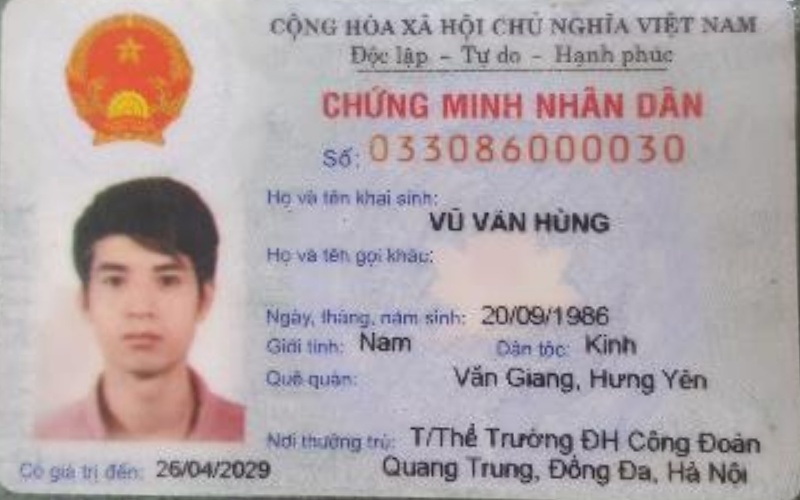 CỘNG HÒA XÃ HỘI CHỦ NGHĨA VIỆT NAM
Độc lập - Tự do - Hạnh phúc
CHỨNG MINH NHÂN DÂN
Số: 033086000030
Họ và tên khai sinh:
VŨ VĂN HÙNG
Họ và tên gọi khác:
Ngày, tháng, năm sinh: 20/09/1986
Giới tính: Nam Dân tộc: Kinh
Quê quán: Văn Giang, Hưng Yên
Nơi thường trú: T/Thể Trường ĐH Công Đoàn
Quang Trung, Đống Đa, Hà Nội
Có giá trị đến: 26/04/2029